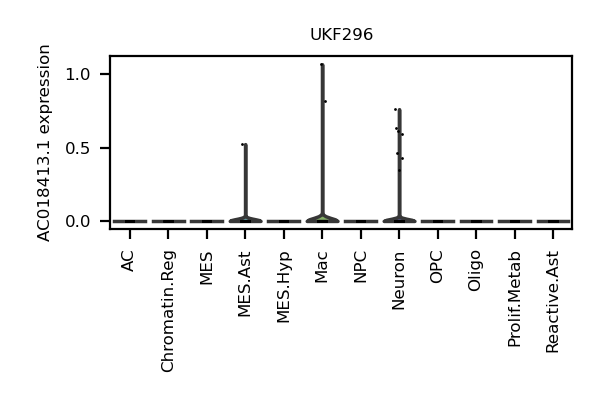 UKF296
AC018413.1 expression
1.0
0.5
0.0
AC
Chromatin.Reg
MES
MES.Ast
MES.Hyp
Mac
NPC
Neuron
OPC
Oligo
Prolif.Metab
Reactive.Ast